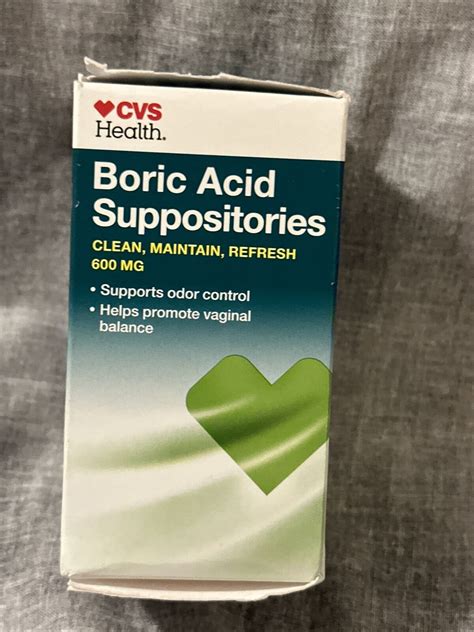 CVS
Health.
Boric Acid
Suppositories
CLEAN, MAINTAIN, REFRESH
600 MG
• Supports odor control
• Helps promote vaginal
balance